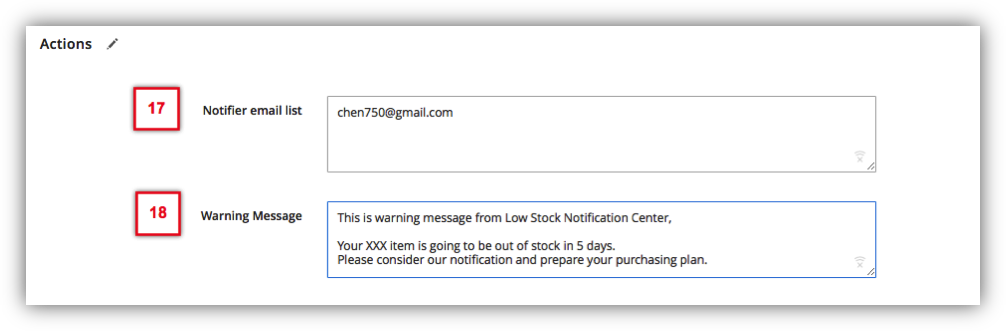 Actions
17
Notifier email list
chen750@gmail.com
18
Warning Message
This is warning message from Low Stock Notification Center,
Your XXX item is going to be out of stock in 5 days.
Please consider our notification and prepare your purchasing plan.